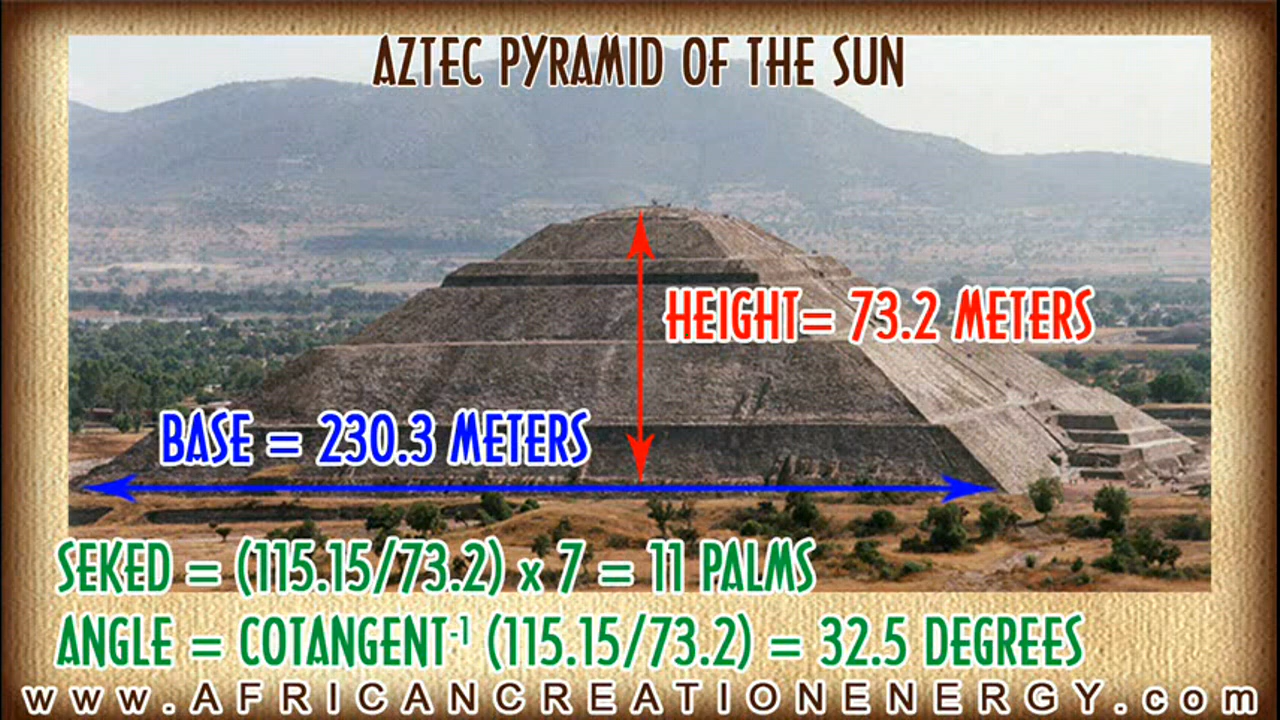 AZTEC PYRAMID OF THE SUN
HEIGHT= 73.2 METERS
BASE = 230.3 METERS
SEKED = (115.15/73.2) x 7 = 11 PALMS
ANGLE = COTANGENT⁻¹ (115.15/73.2) = 32.5 DEGREES
www.AFRICANCREATIONENERGY.com